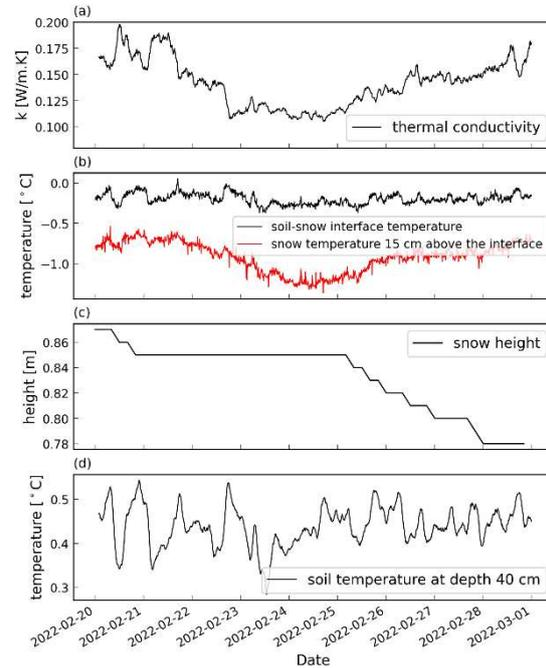 (a)
0.200
0.175
0.150
0.125
0.100
k [W/m.K]
thermal conductivity
(b)
0.0
−0.5
−1.0
temperature [°C]
soil-snow interface temperature
snow temperature 15 cm above the interface
(c)
0.86
0.84
0.82
0.80
0.78
height [m]
snow height
(d)
0.5
0.4
0.3
temperature [°C]
soil temperature at depth 40 cm
2022-02-20
2022-02-21
2022-02-22
2022-02-23
2022-02-24
2022-02-25
2022-02-26
2022-02-27
2022-02-28
2022-03-01
Date